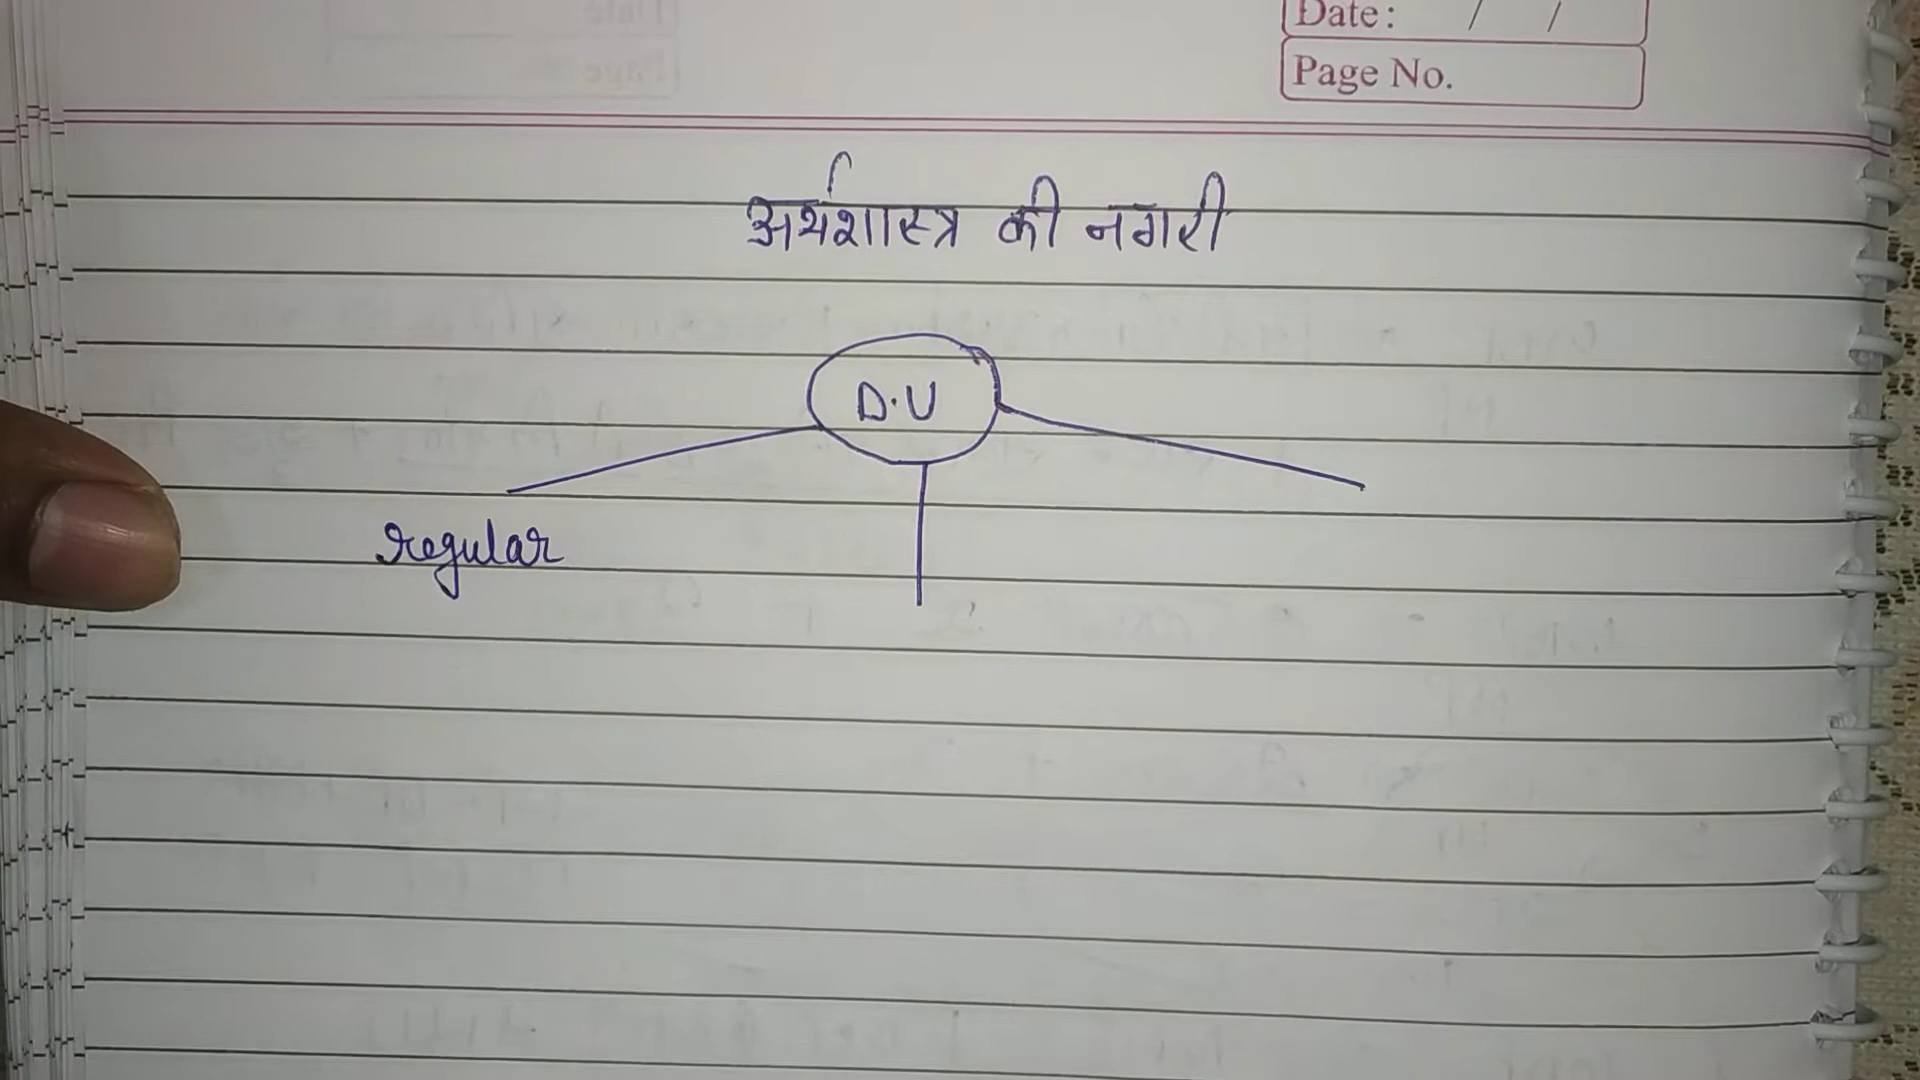 Date: / /
Page No.
अर्थशास्त्र की नगरी
D.U
regular